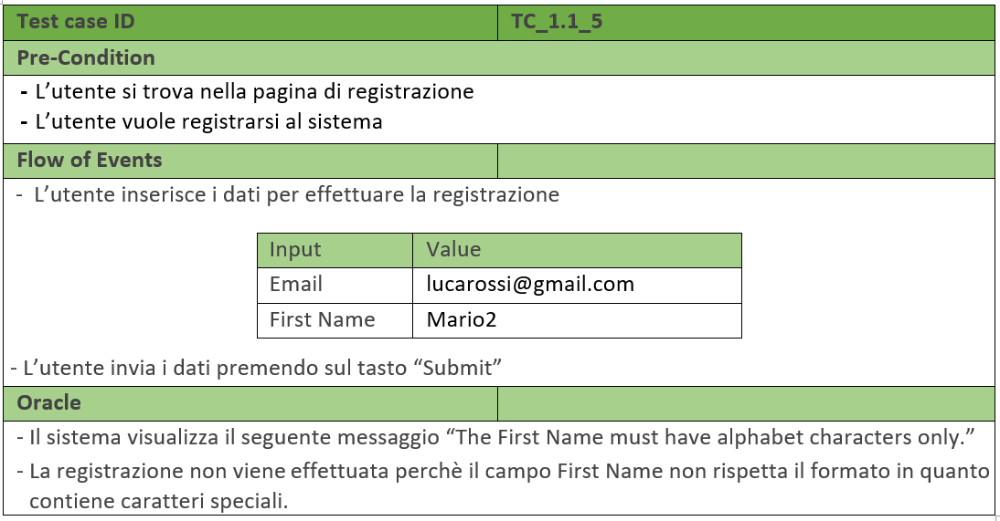 Test case ID TC_1.1_5
Pre-Condition
- L’utente si trova nella pagina di registrazione
- L’utente vuole registrarsi al sistema
Flow of Events
- L’utente inserisce i dati per effettuare la registrazione
Input Value
Email lucarossi@gmail.com
First Name Mario2
- L’utente invia i dati premendo sul tasto “Submit”
Oracle
- Il sistema visualizza il seguente messaggio “The First Name must have alphabet characters only.”
- La registrazione non viene effettuata perchè il campo First Name non rispetta il formato in quanto
contiene caratteri speciali.